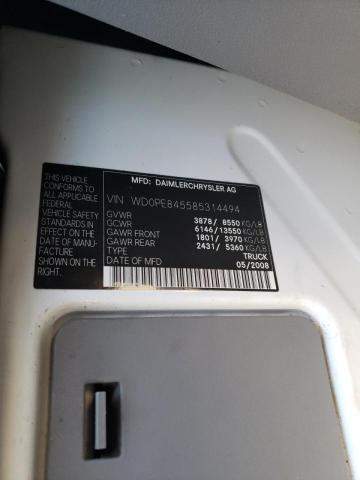 MFD: DAIMLERCHRYSLER AG
THIS VEHICLE
CONFORMS TO ALL
APPLICABLE
FEDERAL
STANDARDS IN
EFFECT ON THE
DATE OF MANU-
FACTURE
SHOWN ON THE
RIGHT.
VIN WD0PE845585314494
GVWR 3878/ 8550 KG/LB
GCWR 6146/13550 KG/LB
GAWR FRONT 1801/ 3970 KG/LB
GAWR REAR 2431/ 5360 KG/LB
TYPE TRUCK
DATE OF MFD 05/2008